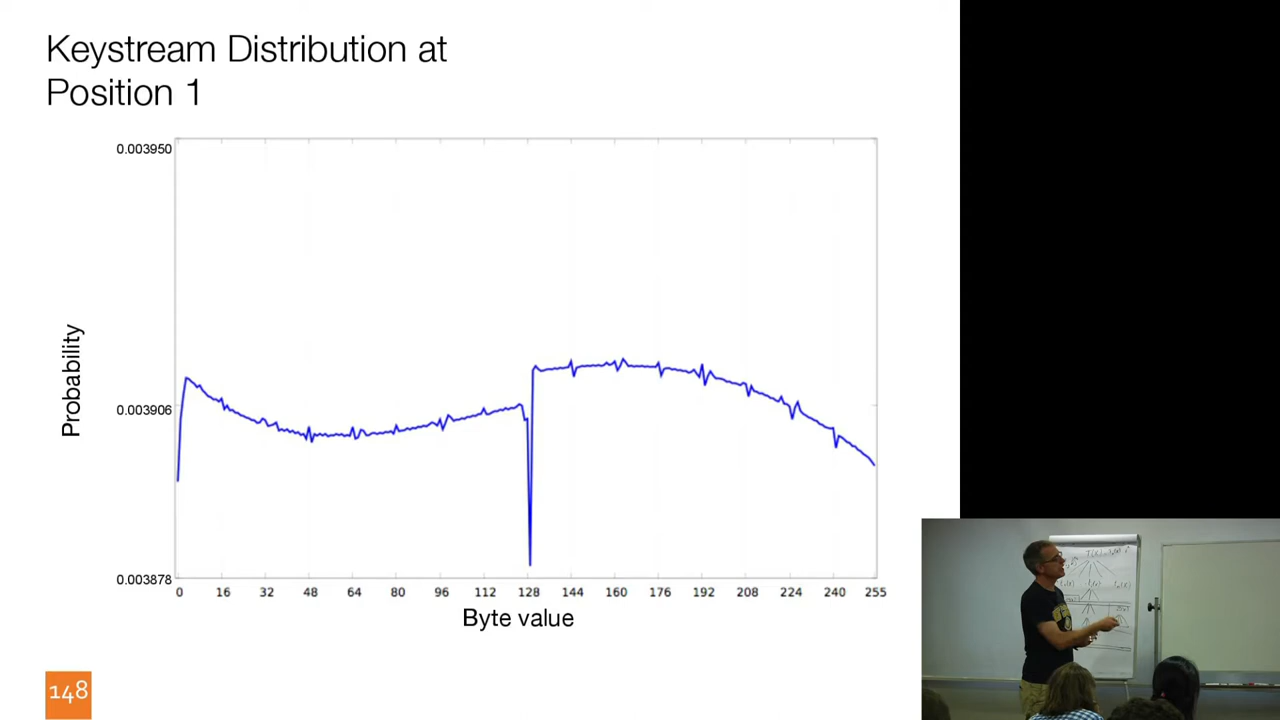 Keystream Distribution at
Position 1
0.003950
0.003906
0.003878
Probability
0 16 32 48 64 80 96 112 128 144 160 176 192 208 224 240 255
Byte value
148